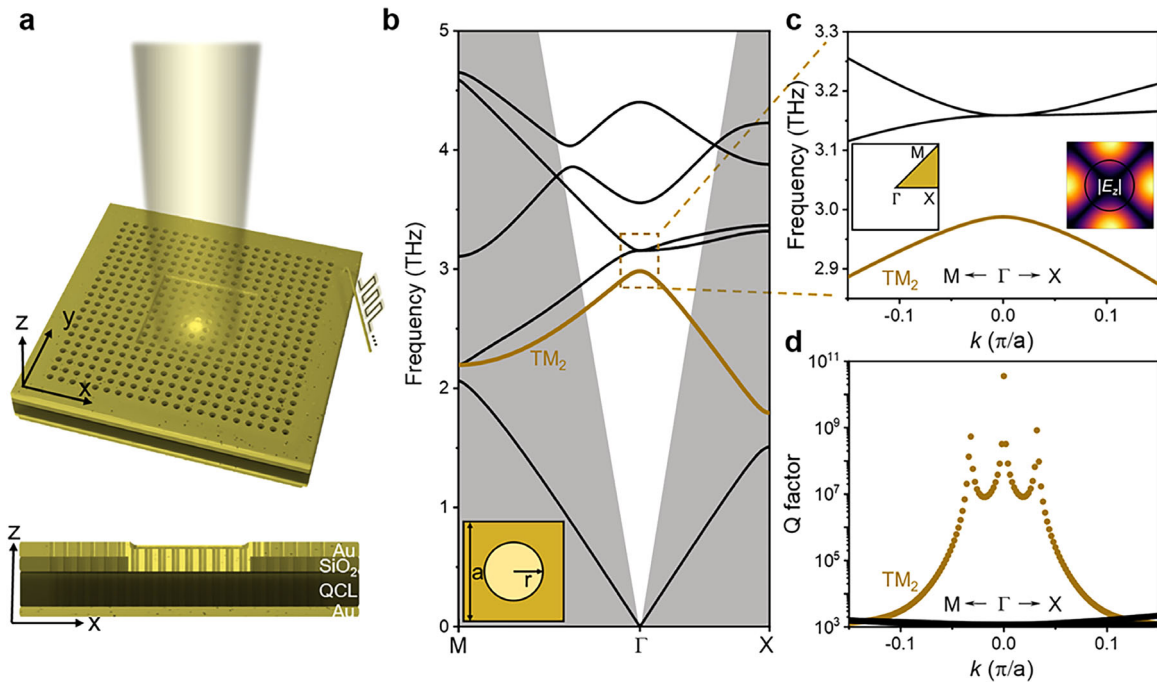 a
z
y
x
z
Au
SiO₂
QCL
Au
x
b
5
4
3
2
1
0
Frequency (THz)
TM₂
a
r
M
Γ
X
c
3.3
3.2
3.1
3.0
2.9
Frequency (THz)
M
Γ
X
|E_z|
TM₂
M ← Γ → X
-0.1
0.0
0.1
k (π/a)
d
10¹¹
10⁹
10⁷
10⁵
10³
Q factor
TM₂
M ← Γ → X
-0.1
0.0
0.1
k (π/a)